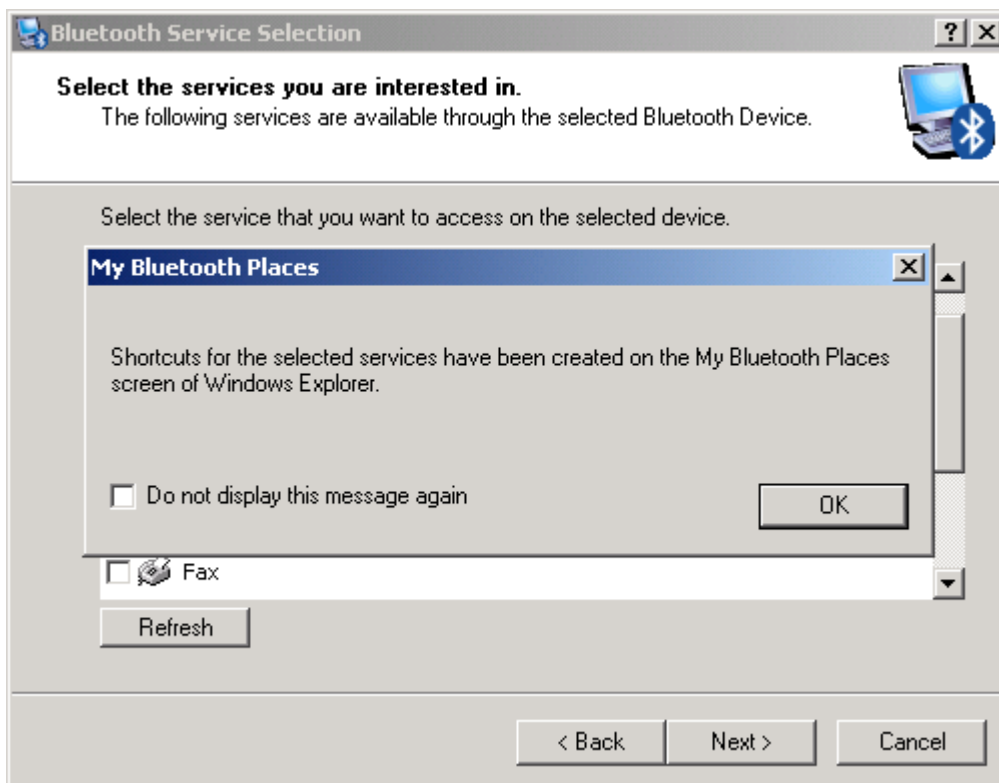 Bluetooth Service Selection
Select the services you are interested in.
The following services are available through the selected Bluetooth Device.
Select the service that you want to access on the selected device.
My Bluetooth Places
Shortcuts for the selected services have been created on the My Bluetooth Places
screen of Windows Explorer.
Do not display this message again
OK
Fax
Refresh
< Back
Next >
Cancel